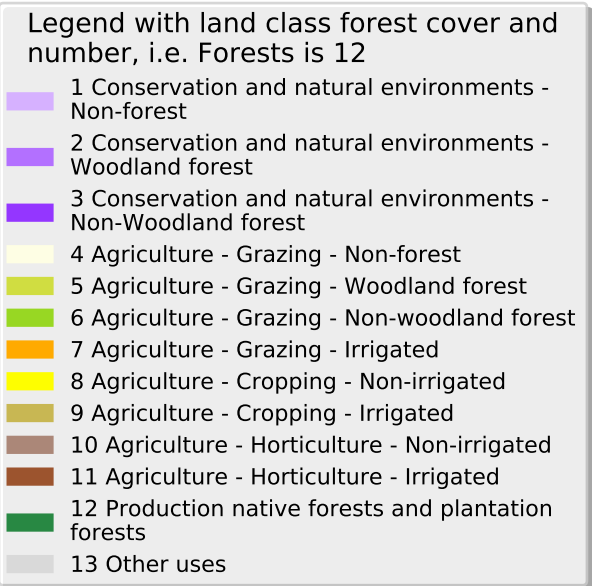 Legend with land class forest cover and
number, i.e. Forests is 12
1 Conservation and natural environments -
Non-forest
2 Conservation and natural environments -
Woodland forest
3 Conservation and natural environments -
Non-Woodland forest
4 Agriculture - Grazing - Non-forest
5 Agriculture - Grazing - Woodland forest
6 Agriculture - Grazing - Non-woodland forest
7 Agriculture - Grazing - Irrigated
8 Agriculture - Cropping - Non-irrigated
9 Agriculture - Cropping - Irrigated
10 Agriculture - Horticulture - Non-irrigated
11 Agriculture - Horticulture - Irrigated
12 Production native forests and plantation
forests
13 Other uses